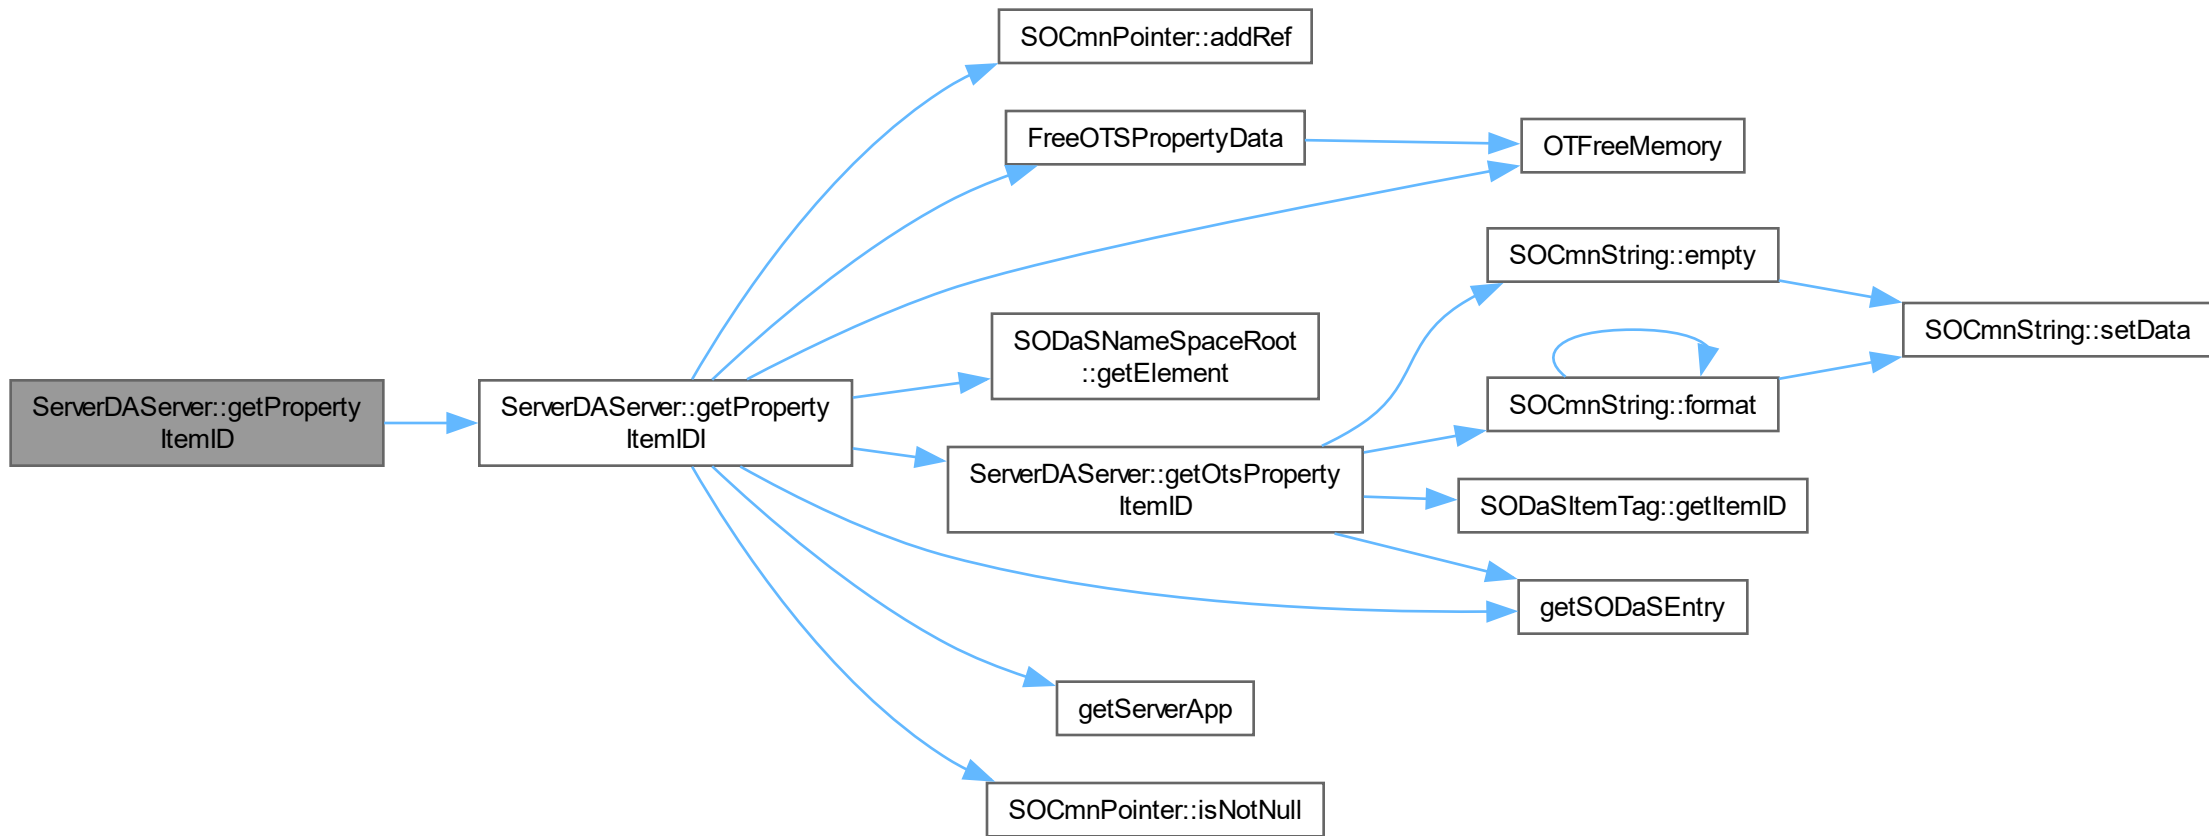 SOCmnPointer::addRef
FreeOTSPropertyData
OTFreeMemory
SOCmnString::empty
SODaSNameSpaceRoot
::getElement
SOCmnString::setData
ServerDAServer::getProperty
ItemID
ServerDAServer::getProperty
ItemIDI
SOCmnString::format
ServerDAServer::getOtsProperty
ItemID
SODaSItemTag::getItemID
getSODaSEntry
getServerApp
SOCmnPointer::isNotNull